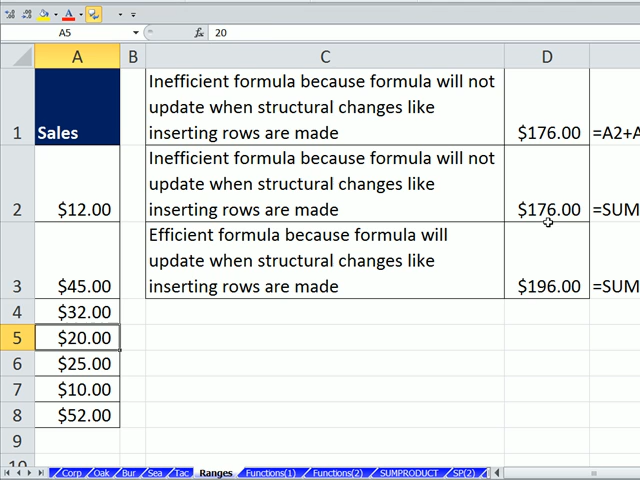 A5 fx 20
A B C D
1 Sales Inefficient formula because formula will not
update when structural changes like
inserting rows are made $176.00 =A2+A
2 $12.00 Inefficient formula because formula will not
update when structural changes like
inserting rows are made $176.00 =SUM
3 $45.00 Efficient formula because formula will
update when structural changes like
inserting rows are made $196.00 =SUM
4 $32.00
5 $20.00
6 $25.00
7 $10.00
8 $52.00
9
10
Corp Oak Bur Sea Tac Ranges Functions(1) Functions(2) SUMPRODUCT SP(2)